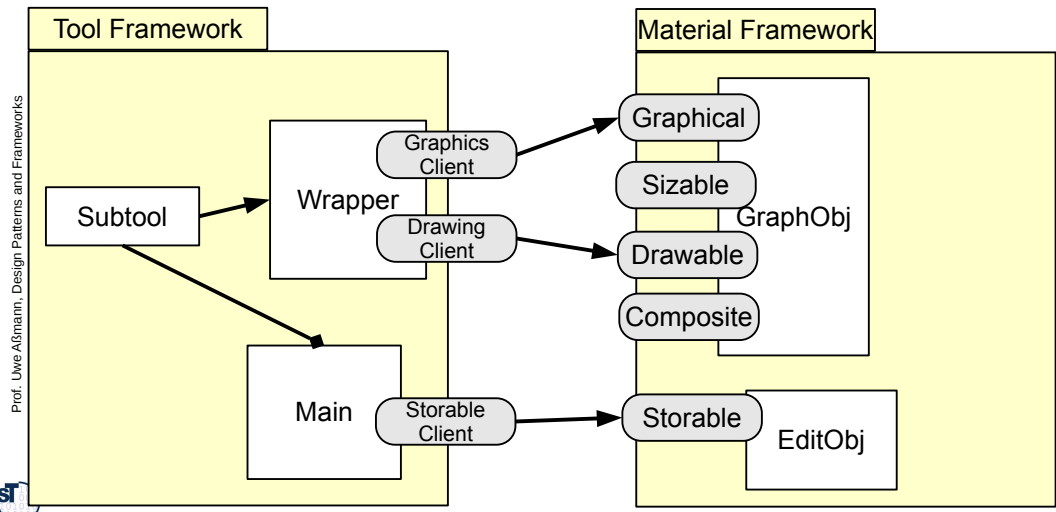 Tool Framework
Material Framework
Prof. Uwe Aßmann, Design Patterns and Frameworks
Subtool
Wrapper
Graphics
Client
Drawing
Client
Main
Storable
Client
Graphical
Sizable
GraphObj
Drawable
Composite
Storable
EditObj
sT